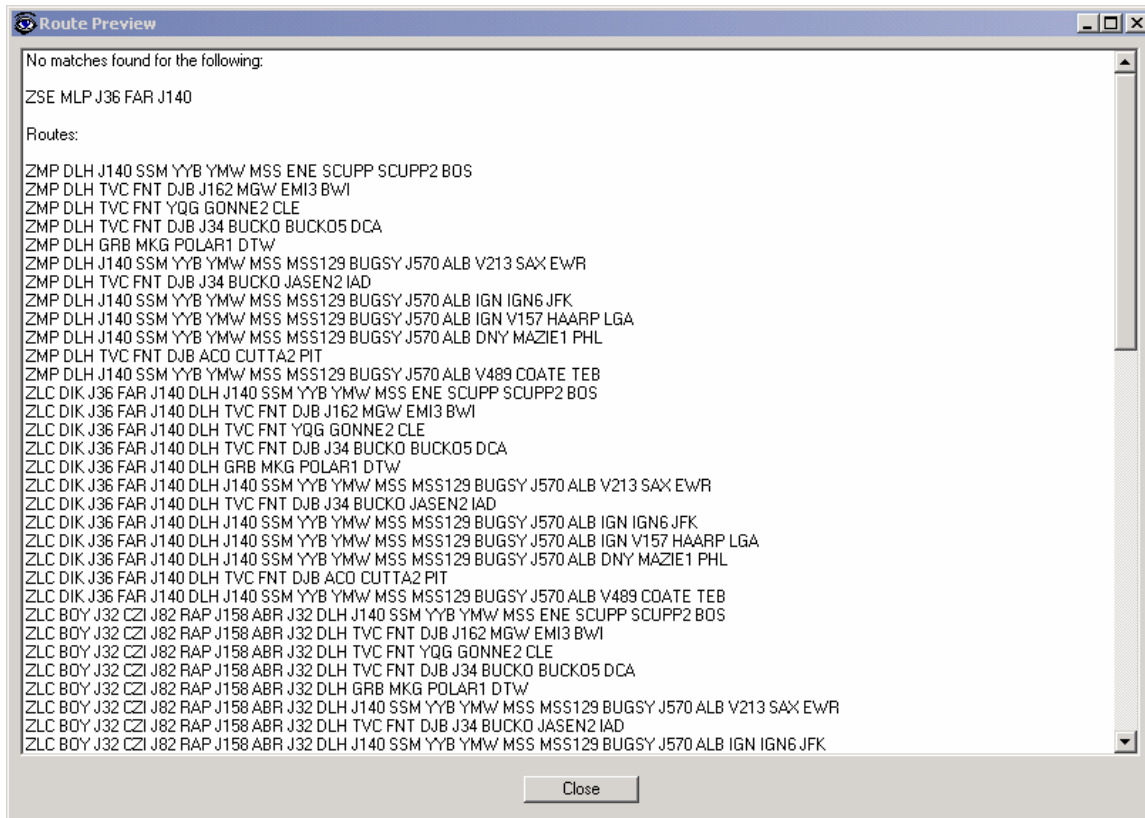 Route Preview
No matches found for the following:
ZSE MLP J36 FAR J140
Routes:
ZMP DLH J140 SSM YYB YMW MSS ENE SCUPP SCUPP2 BOS
ZMP DLH TVC FNT DJB J162 MGW EMI3 BWI
ZMP DLH TVC FNT YQG GONNE2 CLE
ZMP DLH TVC FNT DJB J34 BUCKO BUCKO5 DCA
ZMP DLH GRB MKG POLAR1 DTW
ZMP DLH J140 SSM YYB YMW MSS MSS129 BUGSY J570 ALB V213 SAX EWR
ZMP DLH TVC FNT DJB J34 BUCKO JASEN2 IAD
ZMP DLH J140 SSM YYB YMW MSS MSS129 BUGSY J570 ALB IGN IGN6 JFK
ZMP DLH J140 SSM YYB YMW MSS MSS129 BUGSY J570 ALB IGN V157 HAARP LGA
ZMP DLH J140 SSM YYB YMW MSS MSS129 BUGSY J570 ALB DNY MAZIE1 PHL
ZMP DLH TVC FNT DJB ACO CUTTA2 PIT
ZMP DLH J140 SSM YYB YMW MSS MSS129 BUGSY J570 ALB V489 COATE TEB
ZLC DIK J36 FAR J140 DLH J140 SSM YYB YMW MSS ENE SCUPP SCUPP2 BOS
ZLC DIK J36 FAR J140 DLH TVC FNT DJB J162 MGW EMI3 BWI
ZLC DIK J36 FAR J140 DLH TVC FNT YQG GONNE2 CLE
ZLC DIK J36 FAR J140 DLH TVC FNT DJB J34 BUCKO BUCKO5 DCA
ZLC DIK J36 FAR J140 DLH GRB MKG POLAR1 DTW
ZLC DIK J36 FAR J140 DLH J140 SSM YYB YMW MSS MSS129 BUGSY J570 ALB V213 SAX EWR
ZLC DIK J36 FAR J140 DLH TVC FNT DJB J34 BUCKO JASEN2 IAD
ZLC DIK J36 FAR J140 DLH J140 SSM YYB YMW MSS MSS129 BUGSY J570 ALB IGN IGN6 JFK
ZLC DIK J36 FAR J140 DLH J140 SSM YYB YMW MSS MSS129 BUGSY J570 ALB IGN V157 HAARP LGA
ZLC DIK J36 FAR J140 DLH J140 SSM YYB YMW MSS MSS129 BUGSY J570 ALB DNY MAZIE1 PHL
ZLC DIK J36 FAR J140 DLH TVC FNT DJB ACO CUTTA2 PIT
ZLC DIK J36 FAR J140 DLH J140 SSM YYB YMW MSS MSS129 BUGSY J570 ALB V489 COATE TEB
ZLC BOY J32 CZI J82 RAP J158 ABR J32 DLH J140 SSM YYB YMW MSS ENE SCUPP SCUPP2 BOS
ZLC BOY J32 CZI J82 RAP J158 ABR J32 DLH TVC FNT DJB J162 MGW EMI3 BWI
ZLC BOY J32 CZI J82 RAP J158 ABR J32 DLH TVC FNT YQG GONNE2 CLE
ZLC BOY J32 CZI J82 RAP J158 ABR J32 DLH TVC FNT DJB J34 BUCKO BUCKO5 DCA
ZLC BOY J32 CZI J82 RAP J158 ABR J32 DLH GRB MKG POLAR1 DTW
ZLC BOY J32 CZI J82 RAP J158 ABR J32 DLH J140 SSM YYB YMW MSS MSS129 BUGSY J570 ALB V213 SAX EWR
ZLC BOY J32 CZI J82 RAP J158 ABR J32 DLH TVC FNT DJB J34 BUCKO JASEN2 IAD
ZLC BOY J32 CZI J82 RAP J158 ABR J32 DLH J140 SSM YYB YMW MSS MSS129 BUGSY J570 ALB IGN IGN6 JFK
Close